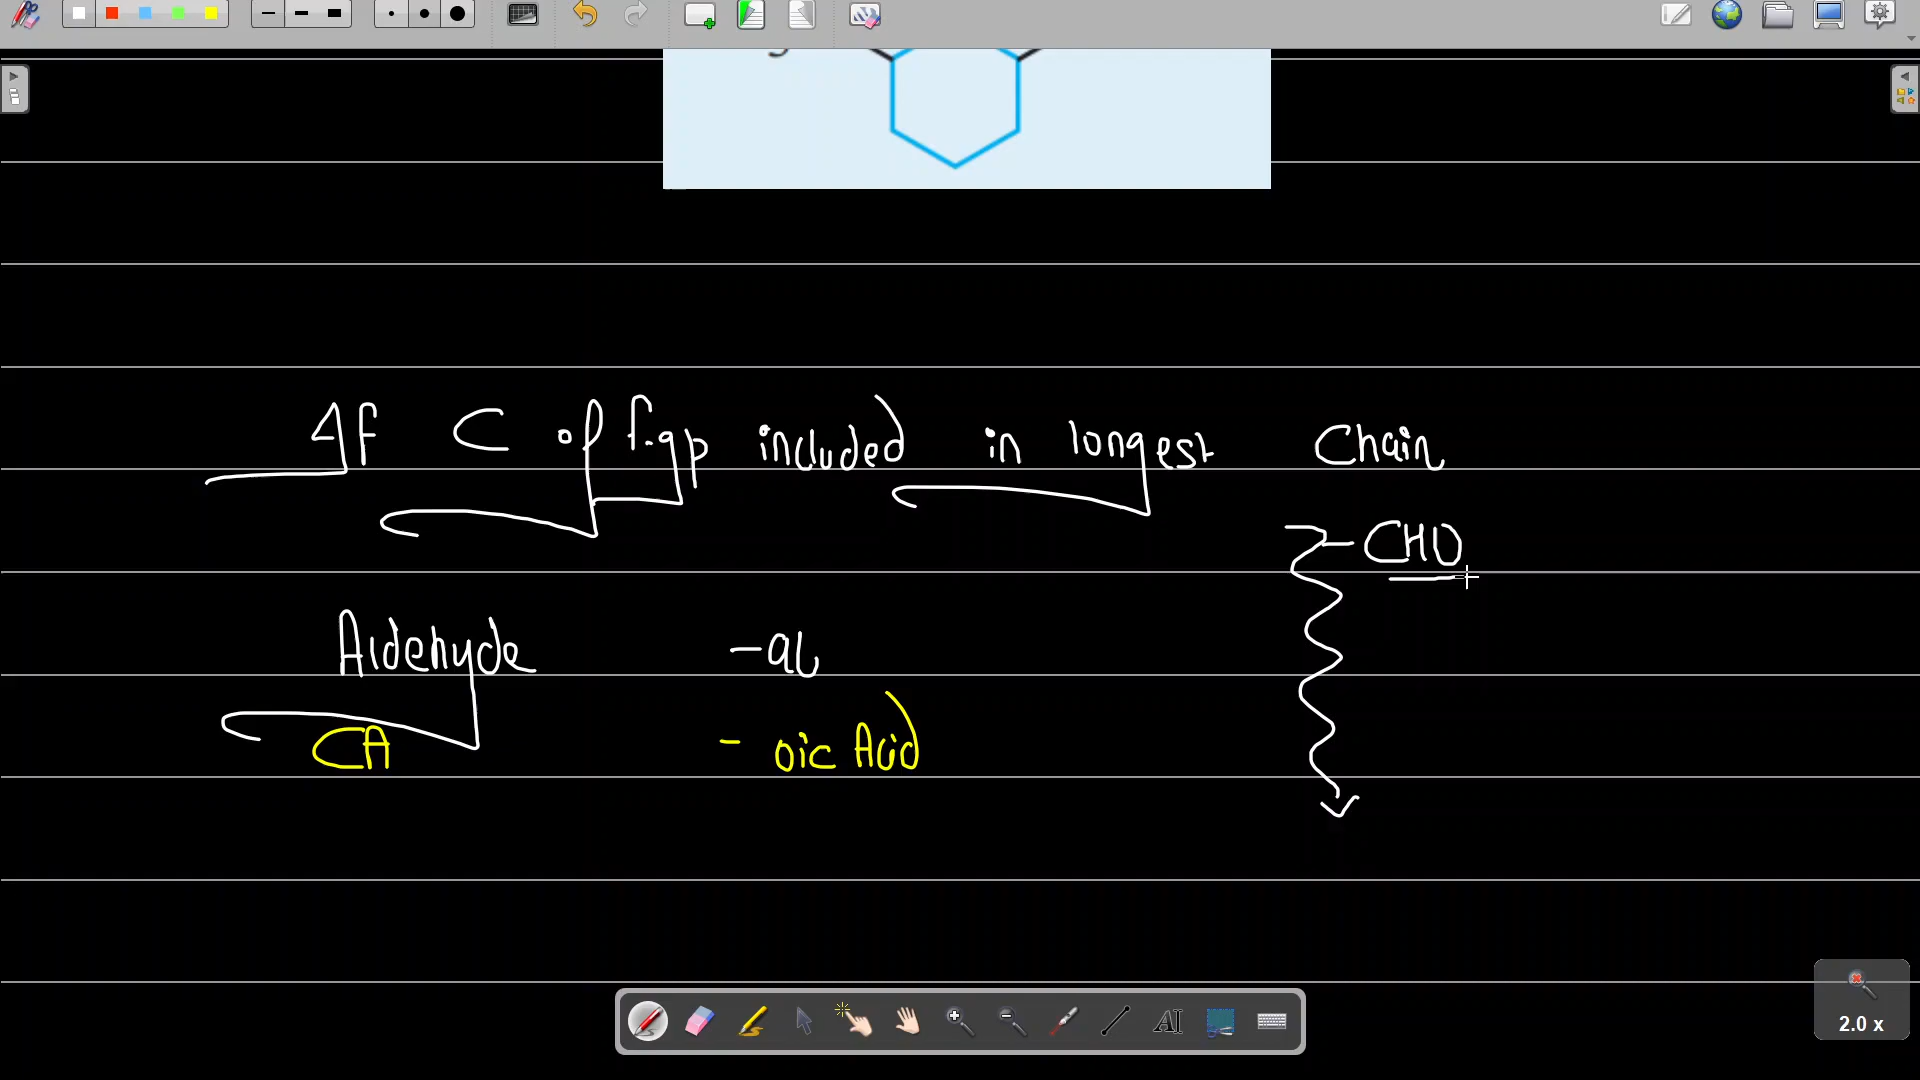 If C of f.gp included in longest Chain
-CHO
Aldehyde -al
CA - oic Acid
2.0 x